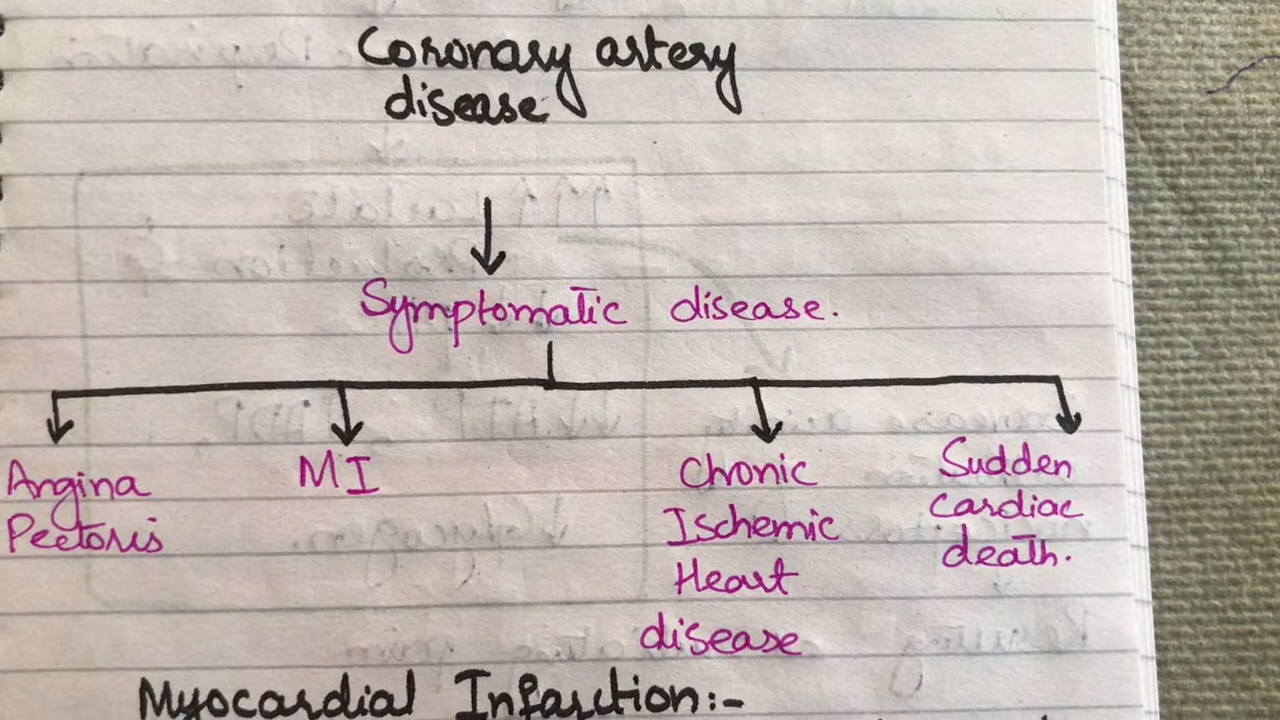 Coronary artery
disease
Symptomatic disease.
Angina
Pectoris
MI
Chronic
Ischemic
Heart
disease
Sudden
cardiac
death.
Myocardial Infarction:-